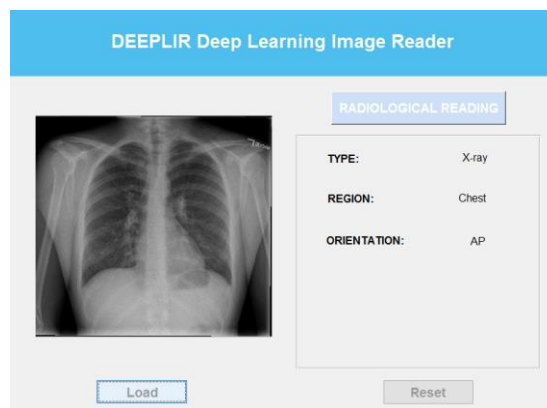 DEEPLIR Deep Learning Image Reader
RADIOLOGICAL READING
TYPE: X-ray
REGION: Chest
ORIENTATION: AP
Load
Reset